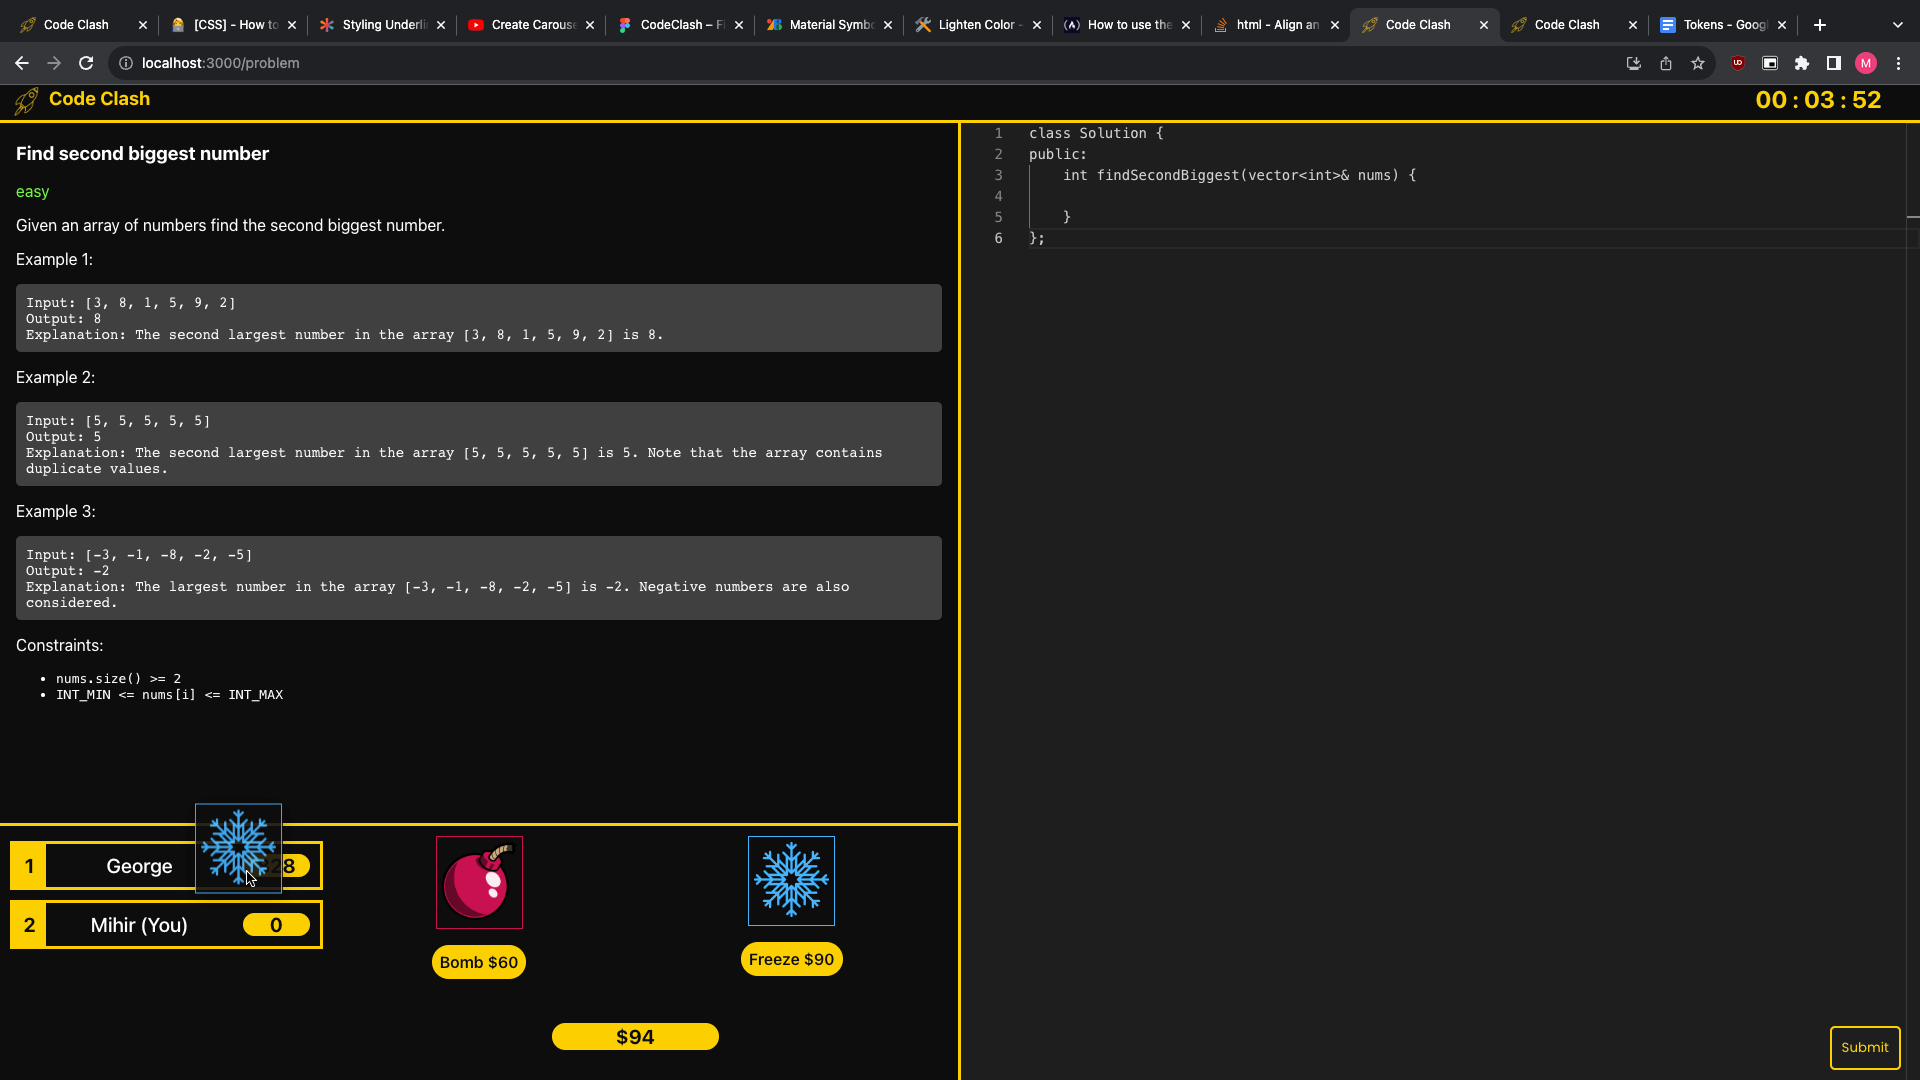 Code Clash
[CSS] - How to
Styling Underli
Create Carouse
CodeClash – Fi
Material Symbo
Lighten Color -
How to use the
html - Align an
Code Clash
Code Clash
Tokens - Goog
localhost:3000/problem
UD
M
Code Clash
00 : 03 : 52
Find second biggest number
easy
Given an array of numbers find the second biggest number.
Example 1:
Input: [3, 8, 1, 5, 9, 2]
Output: 8
Explanation: The second largest number in the array [3, 8, 1, 5, 9, 2] is 8.
Example 2:
Input: [5, 5, 5, 5, 5]
Output: 5
Explanation: The second largest number in the array [5, 5, 5, 5, 5] is 5. Note that the array contains
duplicate values.
Example 3:
Input: [-3, -1, -8, -2, -5]
Output: -2
Explanation: The largest number in the array [-3, -1, -8, -2, -5] is -2. Negative numbers are also
considered.
Constraints:
• nums.size() >= 2
• INT_MIN <= nums[i] <= INT_MAX
1 George
2 Mihir (You) 0
Bomb $60
Freeze $90
$94
1 class Solution {
2 public:
3 int findSecondBiggest(vector<int>& nums) {
4
5 }
6 };
Submit